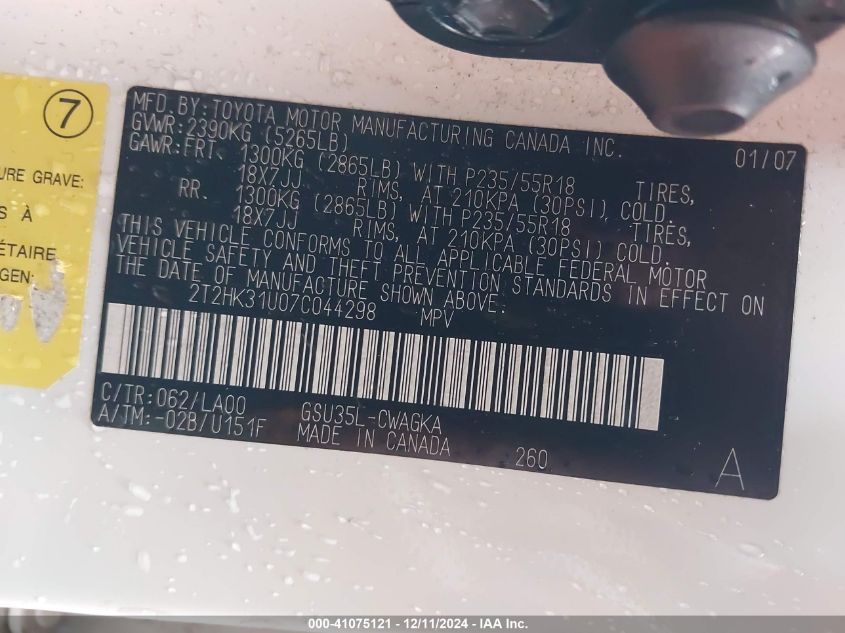 7
URE GRAVE:
S À
ÉTAIRE
GEN:
MFD.BY:TOYOTA MOTOR MANUFACTURING CANADA INC. 01/07
GVWR:2390KG (5265LB)
GAWR:FRT. 1300KG (2865LB) WITH P235/55R18 TIRES,
18X7JJ RIMS, AT 210KPA (30PSI), COLD.
RR. 1300KG (2865LB) WITH P235/55R18 TIRES,
18X7JJ RIMS, AT 210KPA (30PSI) COLD.
THIS VEHICLE CONFORMS TO ALL APPLICABLE FEDERAL MOTOR
VEHICLE SAFETY AND THEFT PREVENTION STANDARDS IN EFFECT ON
THE DATE OF MANUFACTURE SHOWN ABOVE:
2T2HK31U07C044298 MPV
C/TR:062/LA00 GSU35L-CWAGKA
A/TM:-02B/U151F MADE IN CANADA 260
A
000-41075121 - 12/11/2024 - IAA Inc.